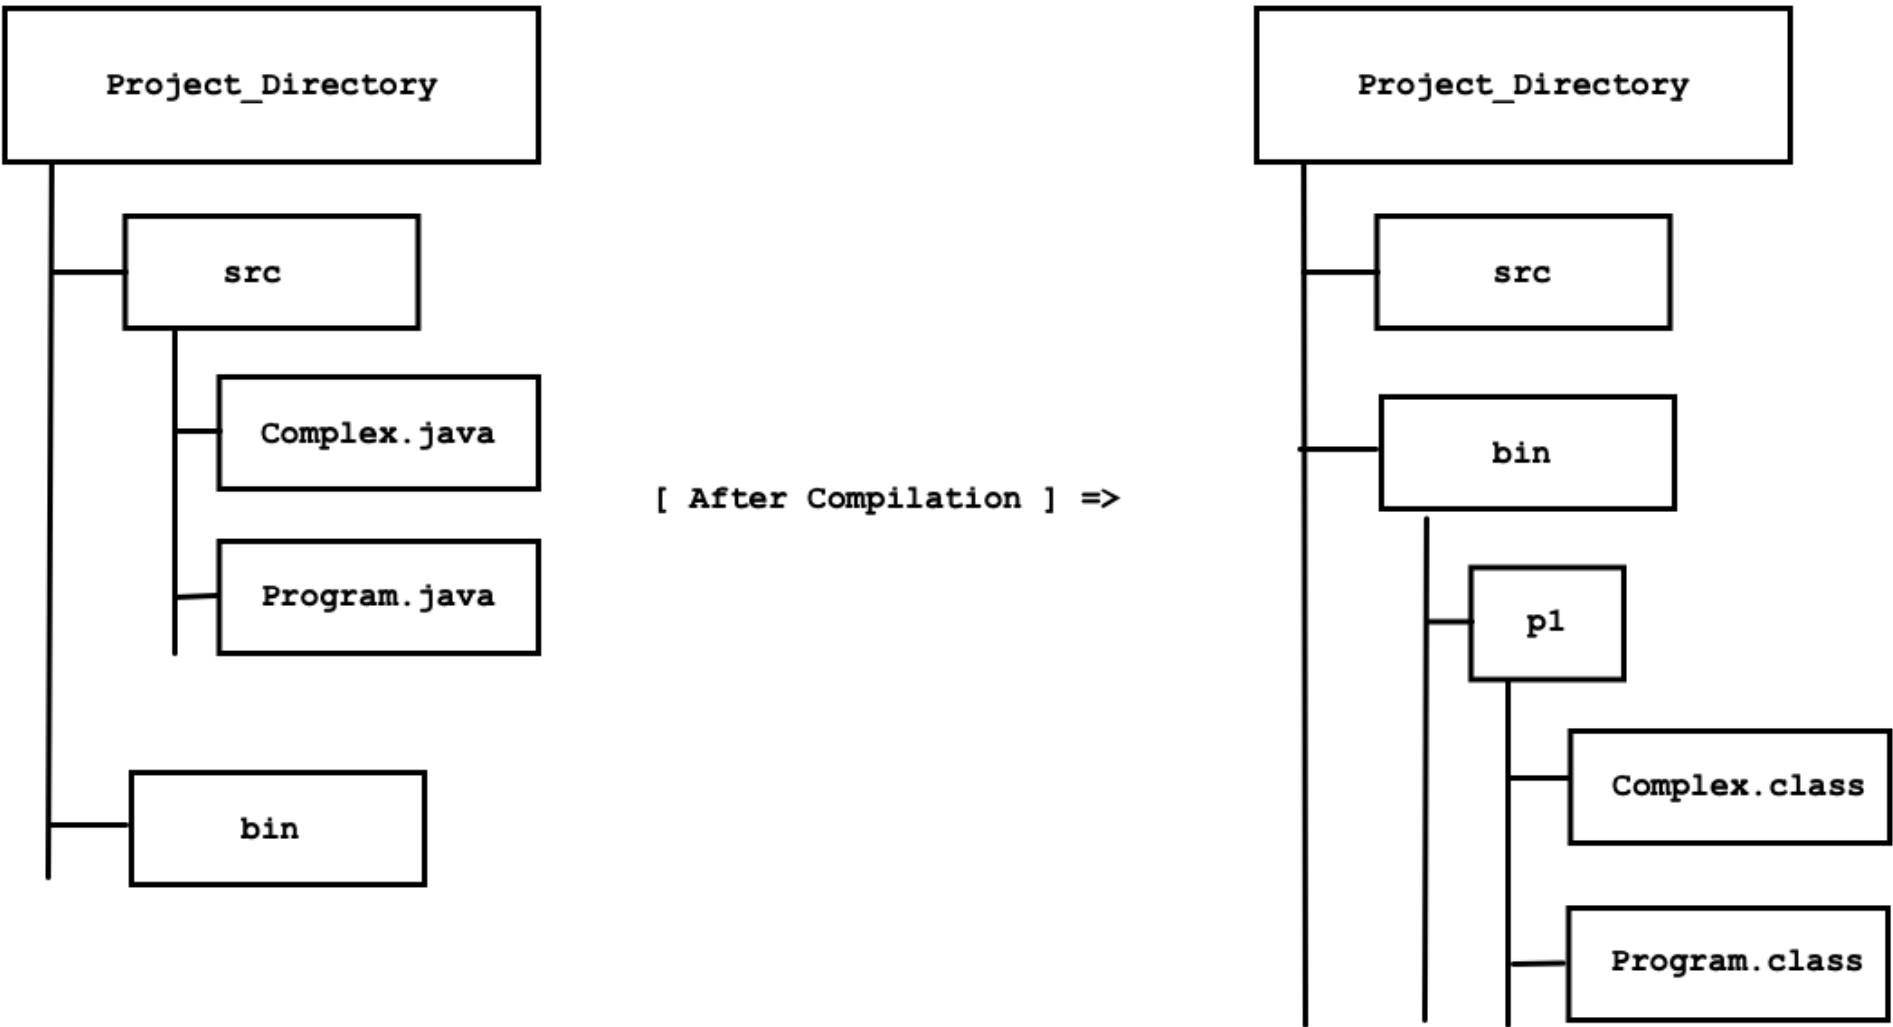 Project_Directory
src
Complex.java
Program.java
bin
[ After Compilation ] =>
Project_Directory
src
bin
p1
Complex.class
Program.class